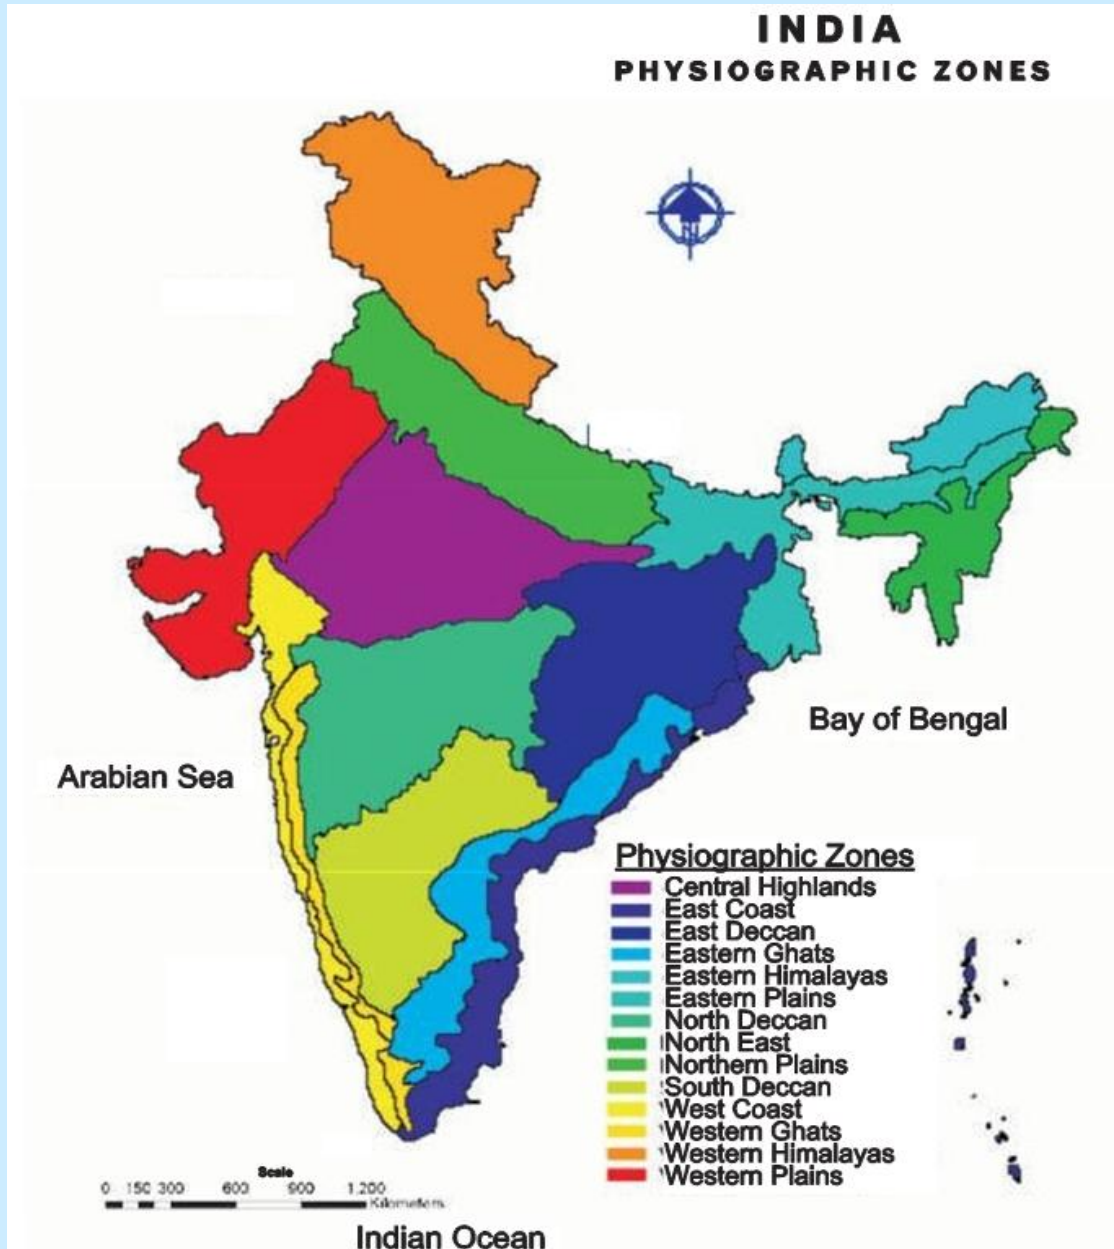 INDIA
PHYSIOGRAPHIC ZONES
N
Arabian Sea
Bay of Bengal
Physiographic Zones
Central Highlands
East Coast
East Deccan
Eastern Ghats
Eastern Himalayas
Eastern Plains
North Deccan
North East
Northern Plains
South Deccan
West Coast
Western Ghats
Western Himalayas
Western Plains
Scale
0 150 300 600 900 1.200
Kilometers
Indian Ocean